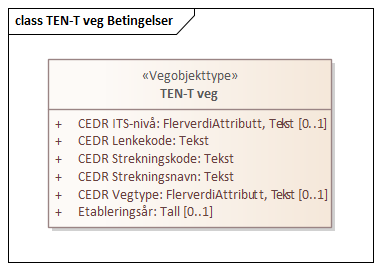 class TEN-T veg Betingelser
«Vegobjekttype»
TEN-T veg
+ CEDR ITS-nivå: FlerverdiAttributt, Tekst [0..1]
+ CEDR Lenkekode: Tekst
+ CEDR Strekningskode: Tekst
+ CEDR Strekningsnavn: Tekst
+ CEDR Vegtype: FlerverdiAttributt, Tekst [0..1]
+ Etableringsår: Tall [0..1]